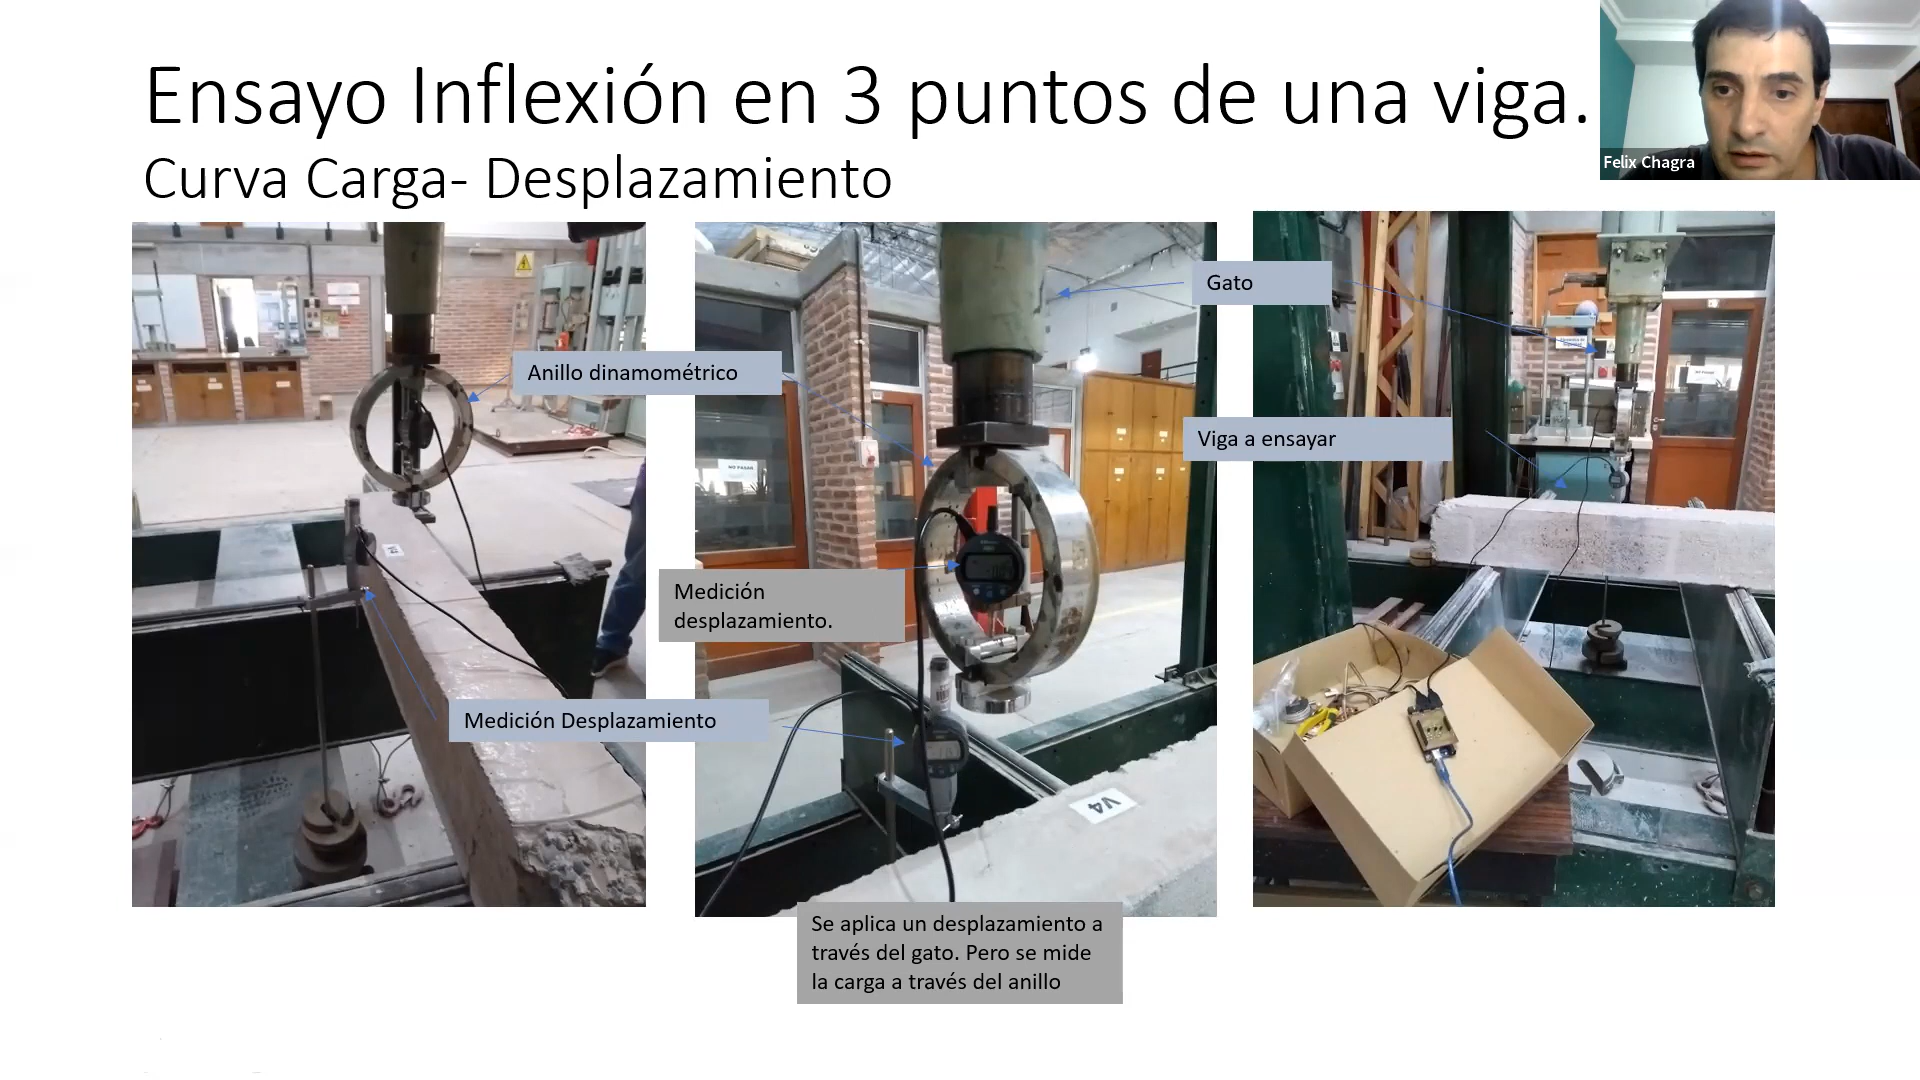 Ensayo Inflexión en 3 puntos de una viga.
Curva Carga- Desplazamiento
Felix Chagra
Gato
Anillo dinamométrico
Viga a ensayar
NO PASAR
Medición
desplazamiento.
Medición Desplazamiento
V4
Se aplica un desplazamiento a
través del gato. Pero se mide
la carga a través del anillo